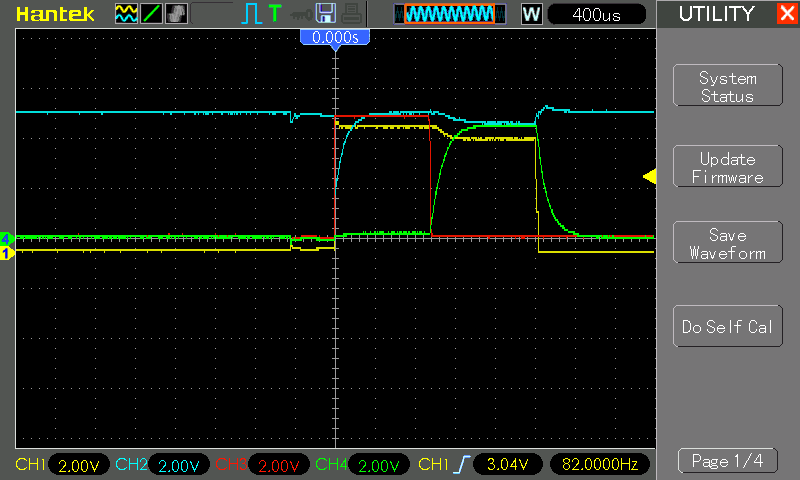 Hantek T W 400us UTILITY
0.000s
System
Status
Update
Firmware
Save
Waveform
Do Self Cal
4
1
CH1 2.00V CH2 2.00V CH3 2.00V CH4 2.00V CH1 3.04V 82.0000Hz
Page 1/4